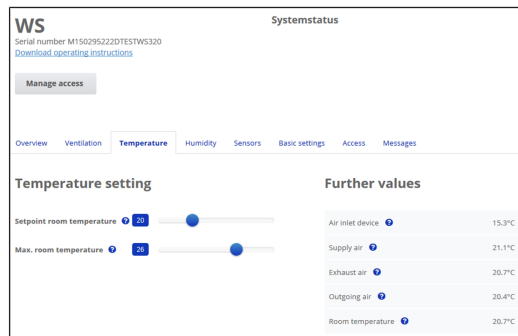 WS
Systemstatus
Serial number M150295222DTESTWS320
Download operating instructions
Manage access
Overview Ventilation Temperature Humidity Sensors Basic settings Access Messages
Temperature setting
Setpoint room temperature ? 20
Max. room temperature ? 26
Further values
Air inlet device ? 15.3°C
Supply air ? 21.1°C
Exhaust air ? 20.7°C
Outgoing air ? 20.4°C
Room temperature ? 20.7°C